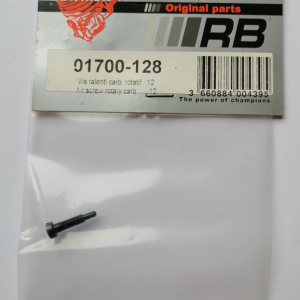 Original parts
RB
01700-128
Vis ralenti carb. rotatif .12
Air screw rotary carb. .12
3 660884 004395
The power of champions